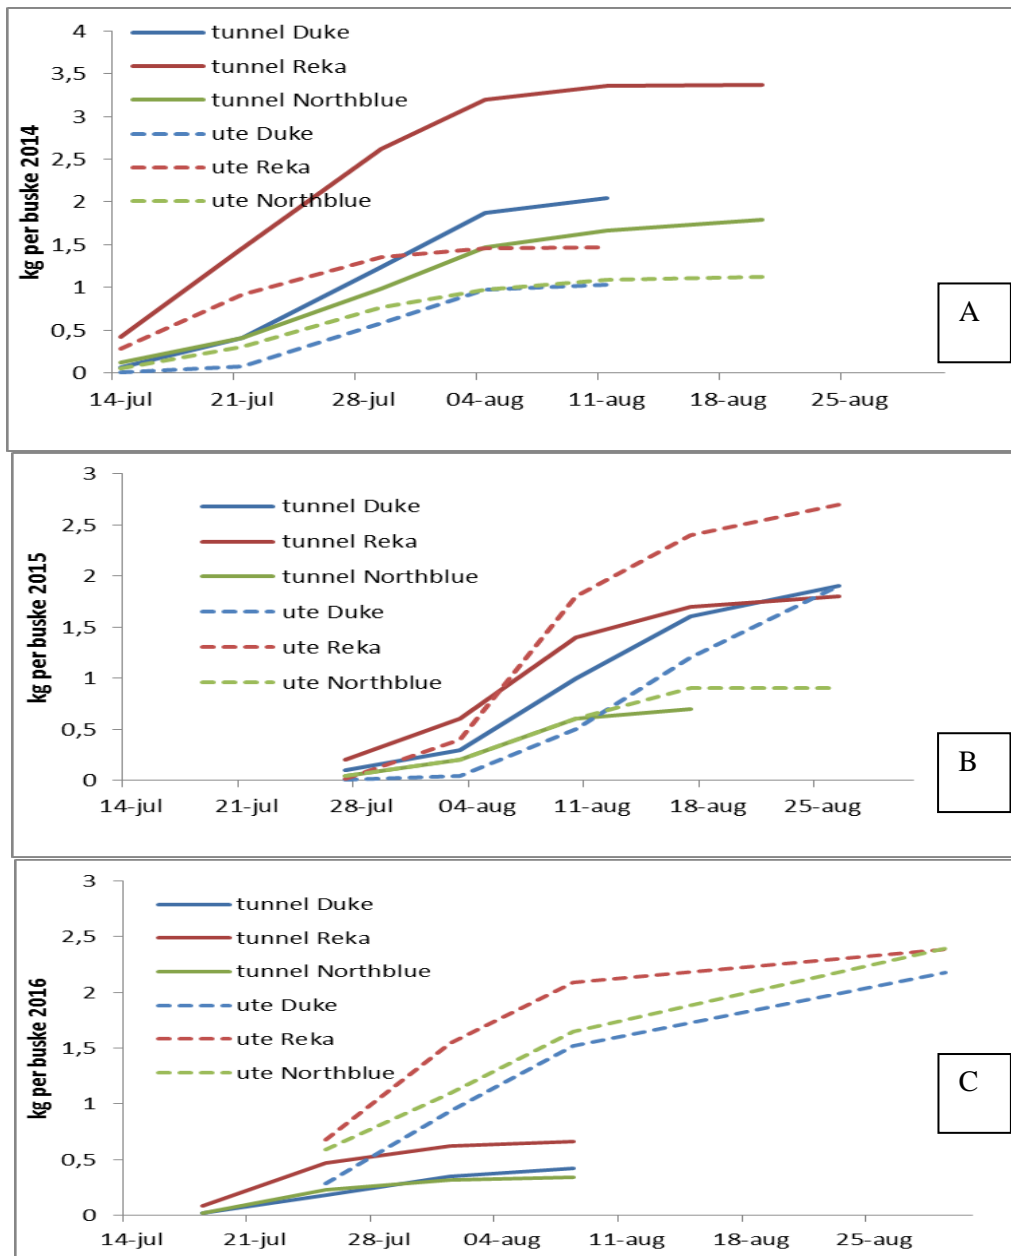 4
tunnel Duke
3,5
tunnel Reka
3
tunnel Northblue
2,5
ute Duke
2
ute Reka
1,5
ute Northblue
1
0,5
0
kg per buske 2014
14-jul 21-jul 28-jul 04-aug 11-aug 18-aug 25-aug
A
3
tunnel Duke
2,5
tunnel Reka
2
tunnel Northblue
1,5
ute Duke
1
ute Reka
0,5
ute Northblue
0
kg per buske 2015
14-jul 21-jul 28-jul 04-aug 11-aug 18-aug 25-aug
B
3
tunnel Duke
2,5
tunnel Reka
2
tunnel Northblue
1,5
ute Duke
1
ute Reka
0,5
ute Northblue
0
kg per buske 2016
14-jul 21-jul 28-jul 04-aug 11-aug 18-aug 25-aug
C